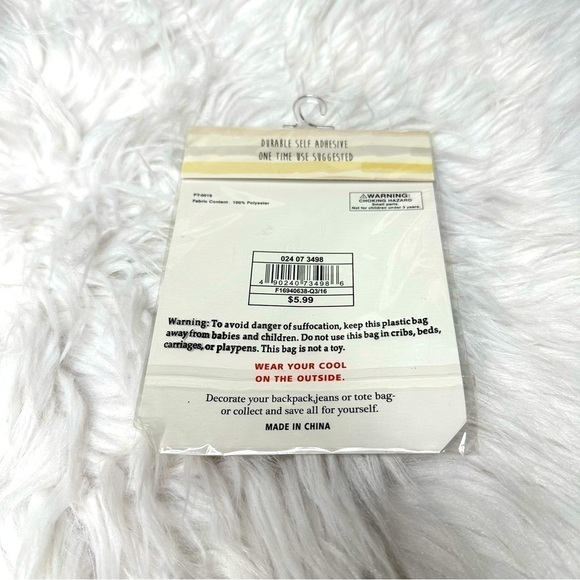 DURABLE SELF ADHESIVE
ONE TIME USE SUGGESTED
Fabric Content: 100% Polyester
WARNING:
CHOKING HAZARD
Small parts
Not for children under 3 years.
024 07 3498
4 90240 73498 6
F16940638-Q3/16
$5.99
Warning: To avoid danger of suffocation, keep this plastic bag
away from babies and children. Do not use this bag in cribs, beds,
carriages, or playpens. This bag is not a toy.
WEAR YOUR COOL
ON THE OUTSIDE.
Decorate your backpack,jeans or tote bag-
or collect and save all for yourself.
MADE IN CHINA